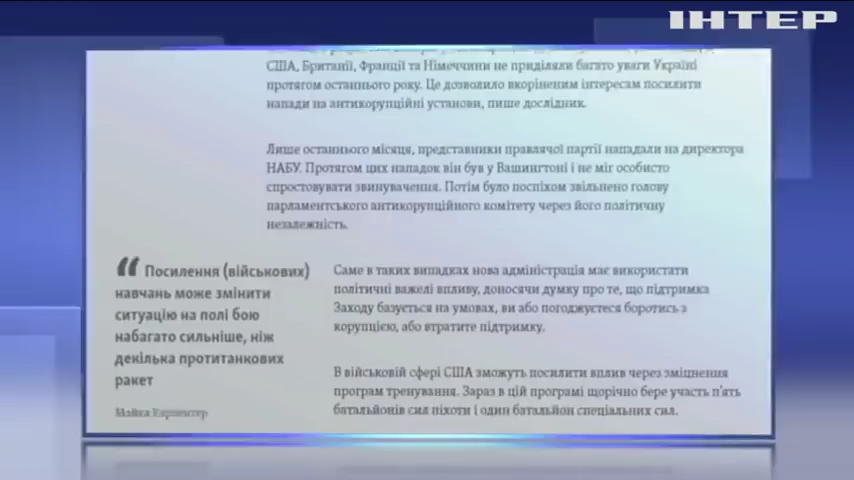 ІНТЕР
США, Британії, Франції та Німеччини не приділяли багато уваги Україні
протягом останнього року. Це дозволило вкоріненим інтересам посилити
напади на антикорупційні установи, пише дослідник.
Лише останнього місяця, представники правлячої партії нападали на директора
НАБУ. Протягом цих нападок він був у Вашингтоні і не міг особисто
спростовувати звинувачення. Потім було поспіхом звільнено голову
парламентського антикорупційного комітету через його політичну
незалежність.
“ Посилення (військових)
навчань може змінити
ситуацію на полі бою
набагато сильніше, ніж
декілька протитанкових
ракет
Майкл Карпентер
Саме в таких випадках нова адміністрація має використати
політичні важелі впливу, доносячи думку про те, що підтримка
Заходу базується на умовах, ви або погоджуєтеся боротись з
корупцією, або втратите підтримку.
В військовій сфері США зможуть посилити вплив через зміцнення
програм тренування. Зараз в цій програмі щорічно бере участь п'ять
батальйонів сил піхоти і один батальйон спеціальних сил.